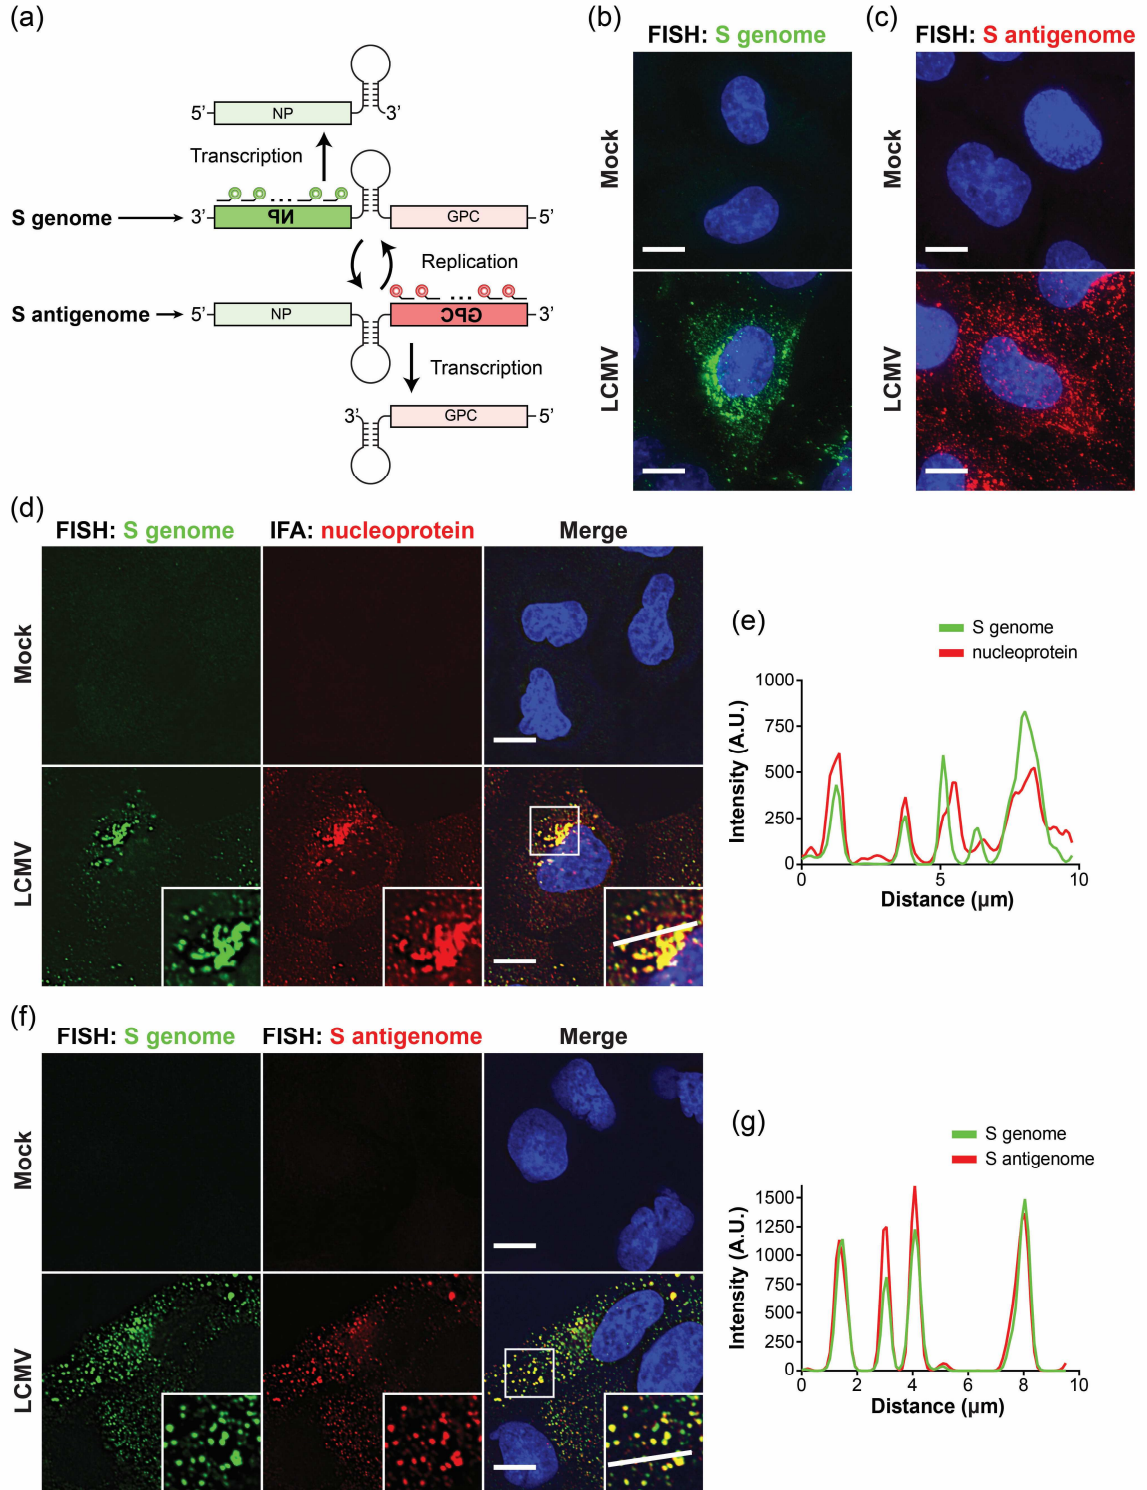 (a)
5’
NP
3’
Transcription
S genome
3’
NP
GPC
5’
Replication
S antigenome
5’
NP
GPC
3’
Transcription
3’
GPC
5’
(b)
FISH: S genome
Mock
LCMV
(c)
FISH: S antigenome
Mock
LCMV
(d)
FISH: S genome
IFA: nucleoprotein
Merge
Mock
LCMV
(e)
S genome
nucleoprotein
Intensity (A.U.)
1000
750
500
250
0
0
5
10
Distance (µm)
(f)
FISH: S genome
FISH: S antigenome
Merge
Mock
LCMV
(g)
S genome
S antigenome
Intensity (A.U.)
1500
1250
1000
750
500
250
0
0
2
4
6
8
10
Distance (µm)